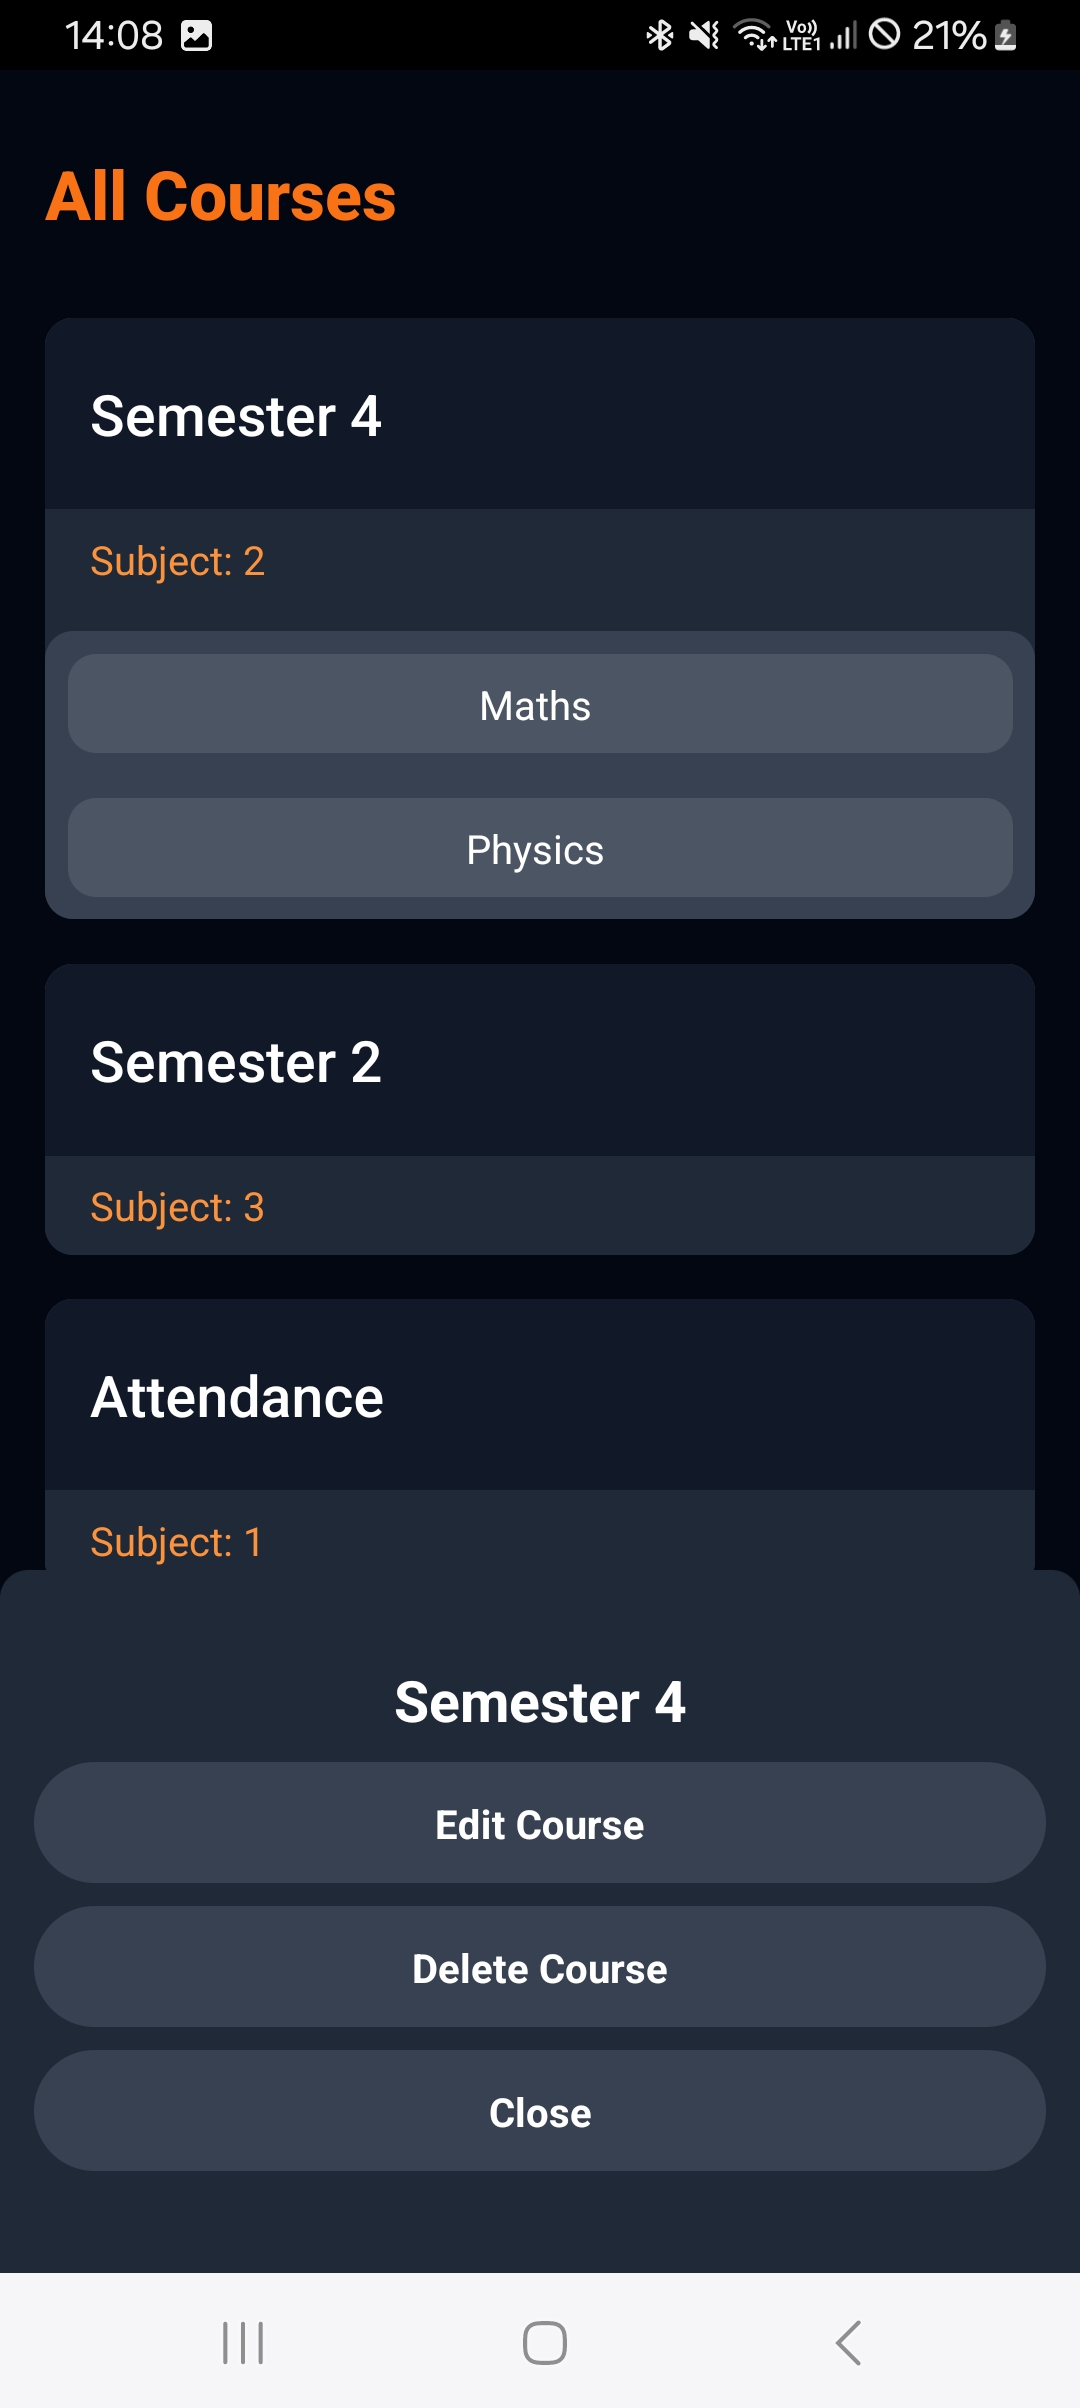 14:08 Vo)) LTE1 21%
All Courses
Semester 4
Subject: 2
Maths
Physics
Semester 2
Subject: 3
Attendance
Subject: 1
Semester 4
Edit Course
Delete Course
Close